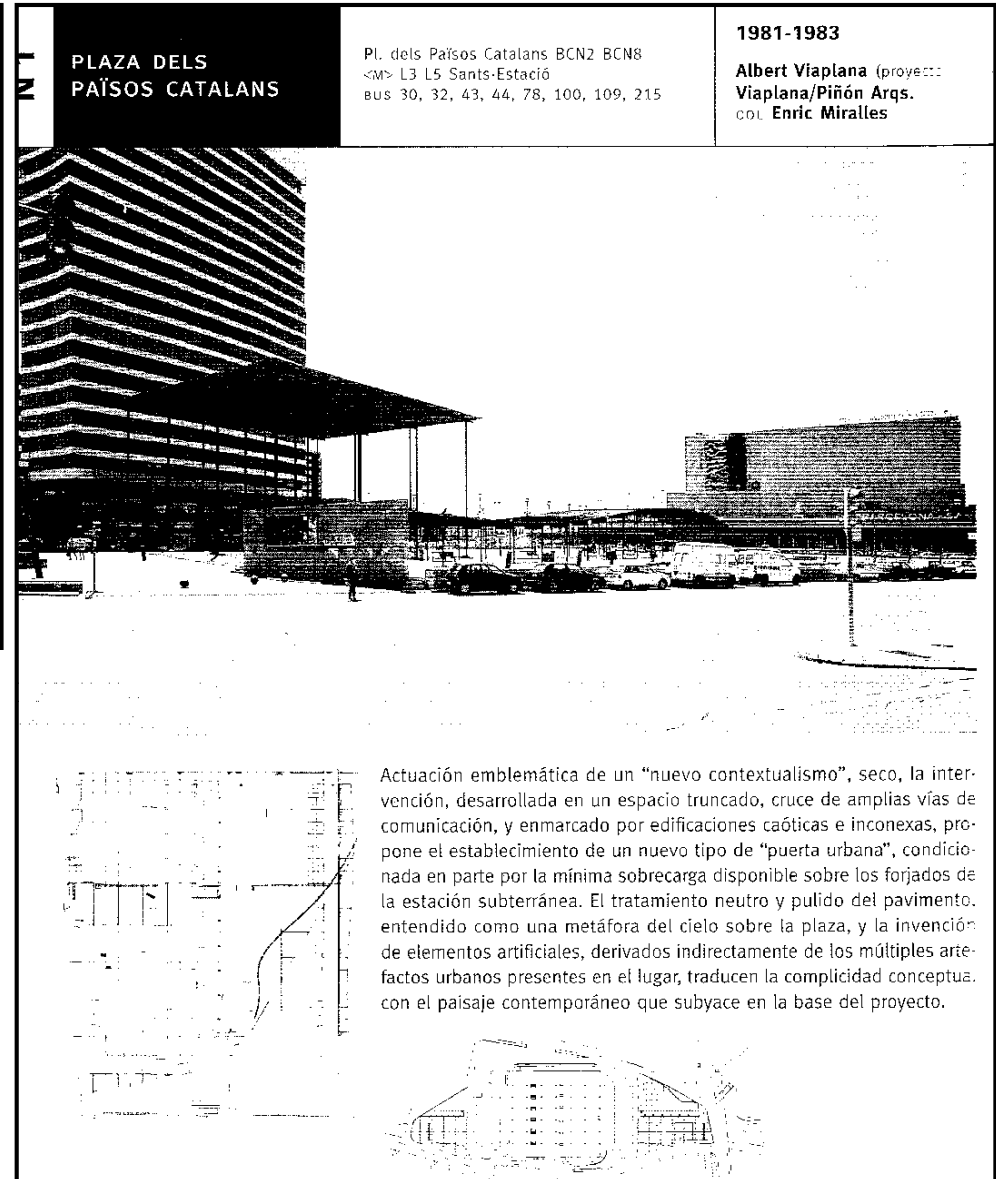 PLAZA DELS
PAÏSOS CATALANS
Pl. dels Països Catalans BCN2 BCN8
<M> L3 L5 Sants-Estació
BUS 30, 32, 43, 44, 78, 100, 109, 215
1981-1983
Albert Viaplana (proyecto
Viaplana/Piñón Arqs.
COL Enric Miralles
Actuación emblemática de un “nuevo contextualismo”, seco, la inter-
vención, desarrollada en un espacio truncado, cruce de amplias vías de
comunicación, y enmarcado por edificaciones caóticas e inconexas, pro-
pone el establecimiento de un nuevo tipo de “puerta urbana”, condicio-
nada en parte por la mínima sobrecarga disponible sobre los forjados de
la estación subterránea. El tratamiento neutro y pulido del pavimento,
entendido como una metáfora del cielo sobre la plaza, y la invención
de elementos artificiales, derivados indirectamente de los múltiples arte-
factos urbanos presentes en el lugar, traducen la complicidad conceptual
con el paisaje contemporáneo que subyace en la base del proyecto.